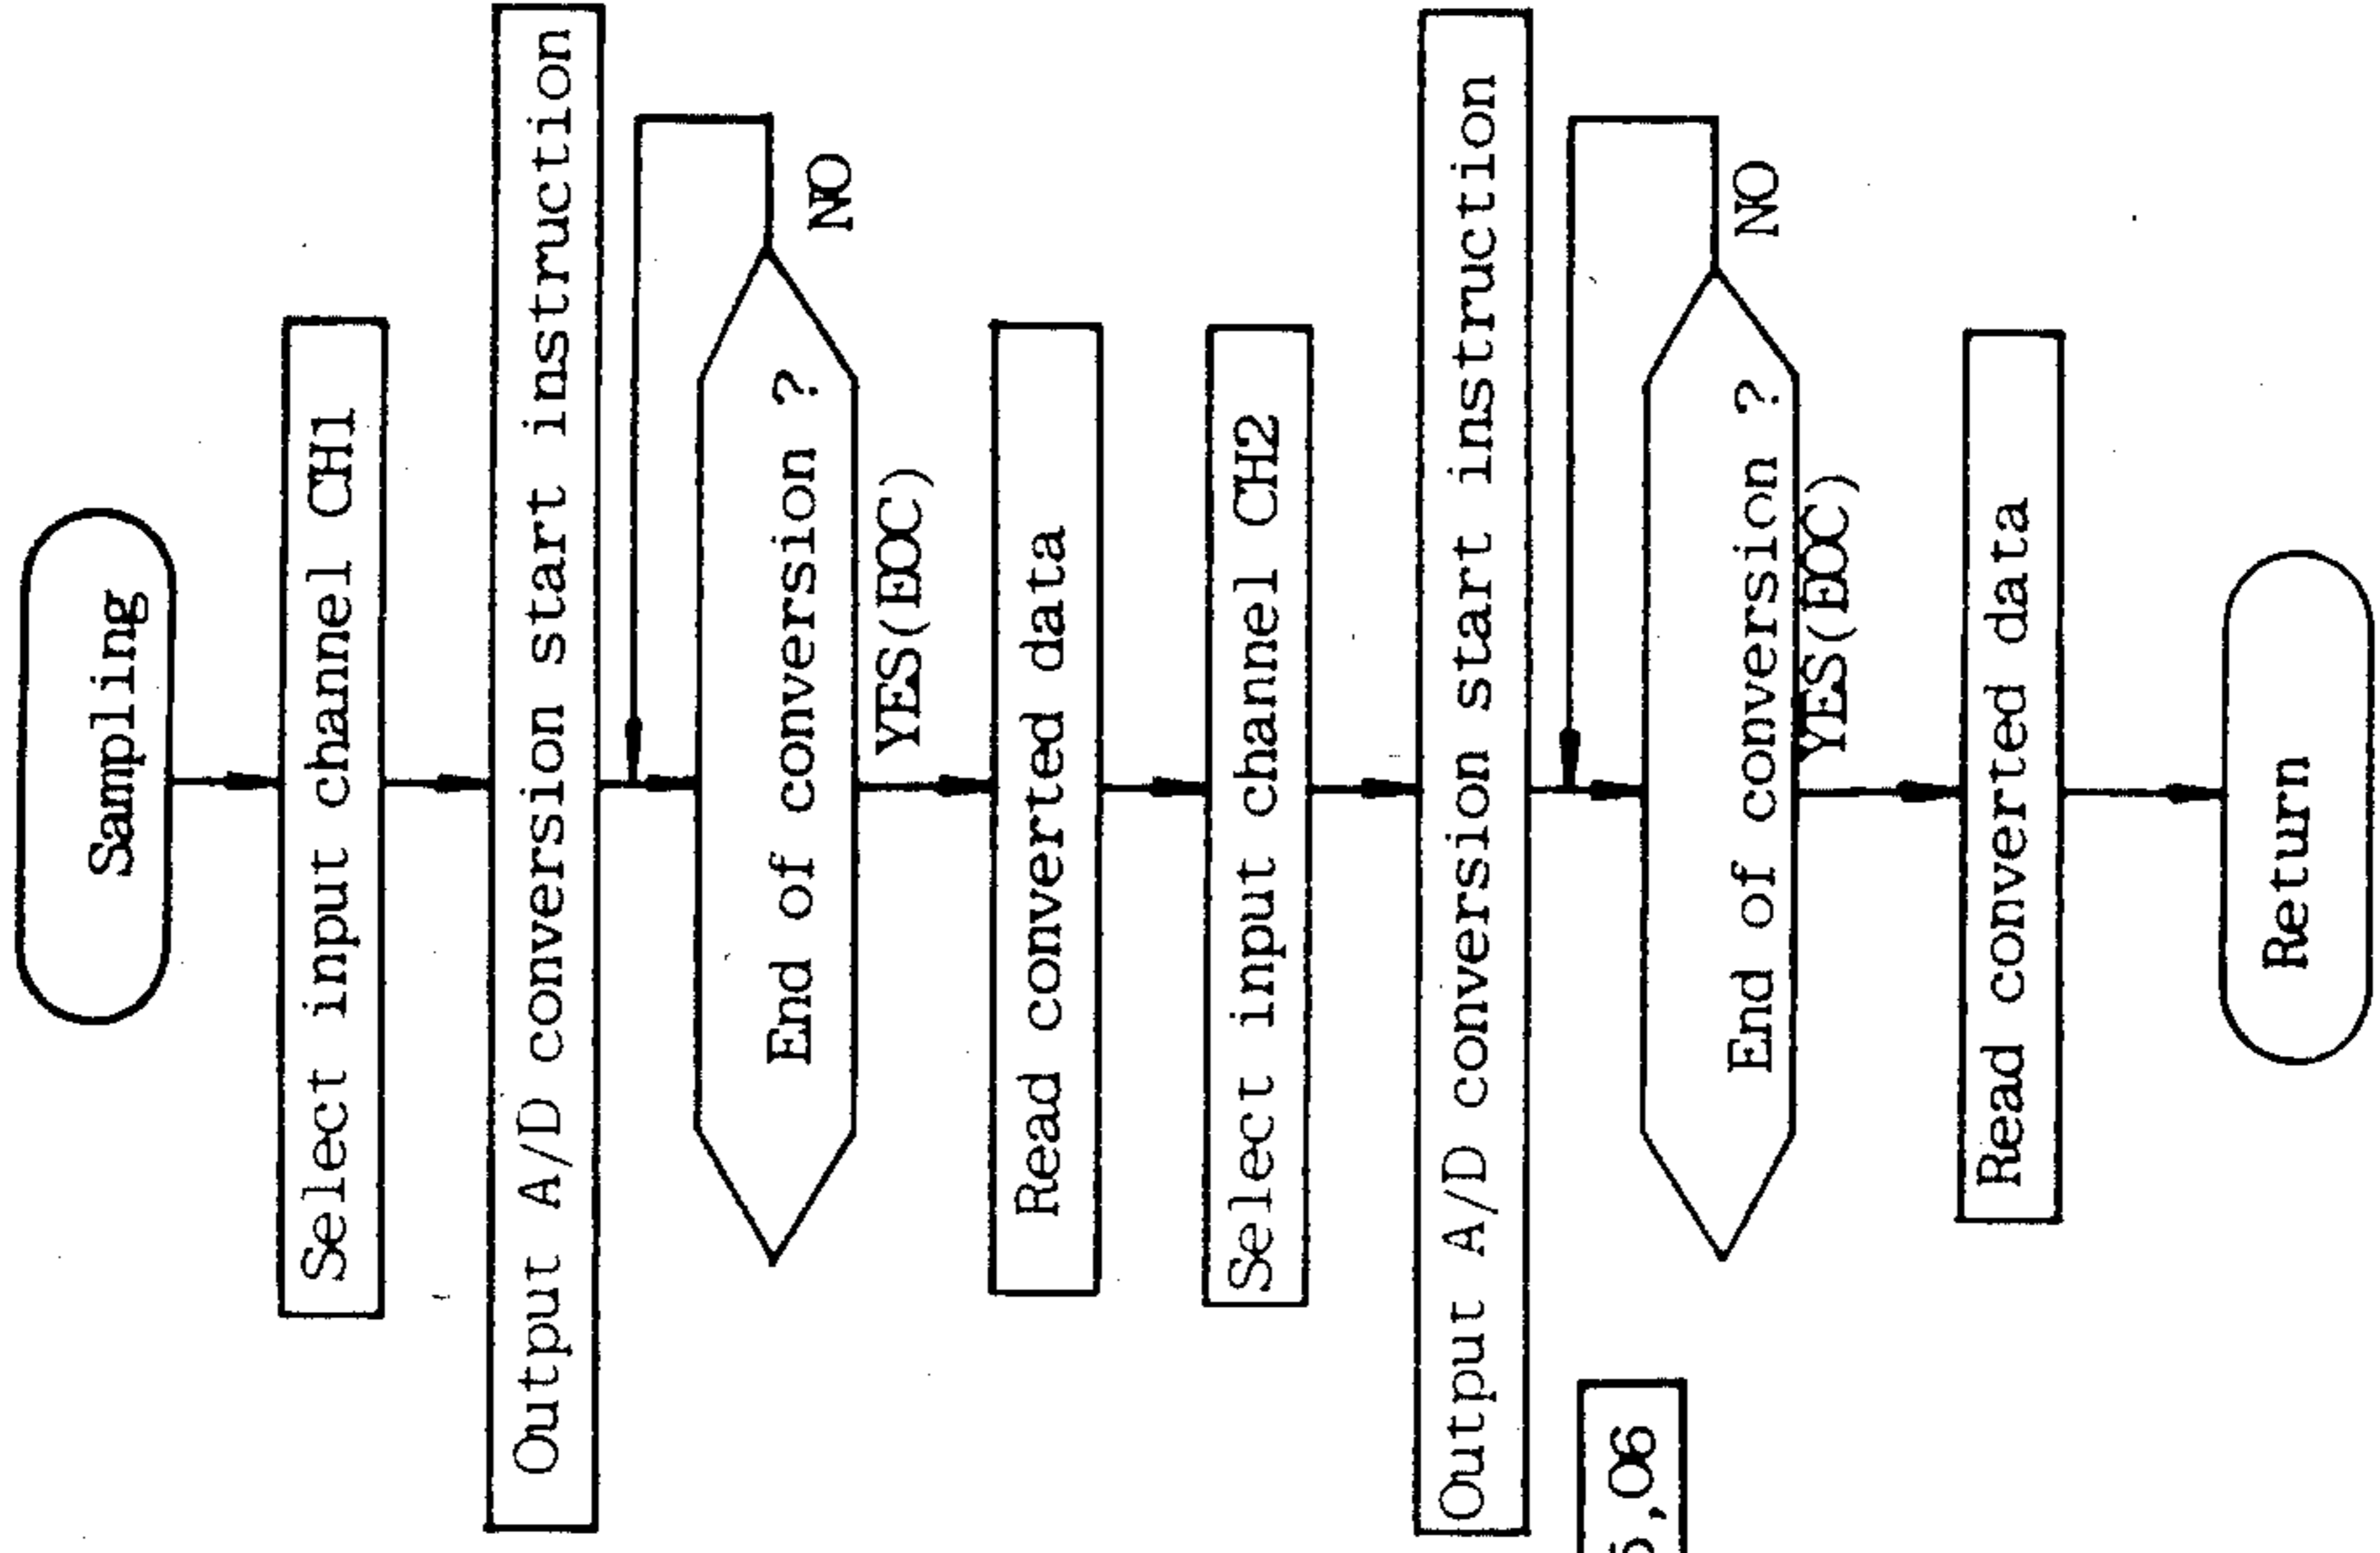 Sampling
Select input channel CH1
Output A/D conversion start instruction
End of conversion ?
NO
YES(EOC)
Read converted data
Select input channel CH2
Output A/D conversion start instruction
End of conversion ?
NO
YES(EOC)
Read converted data
Return
,06